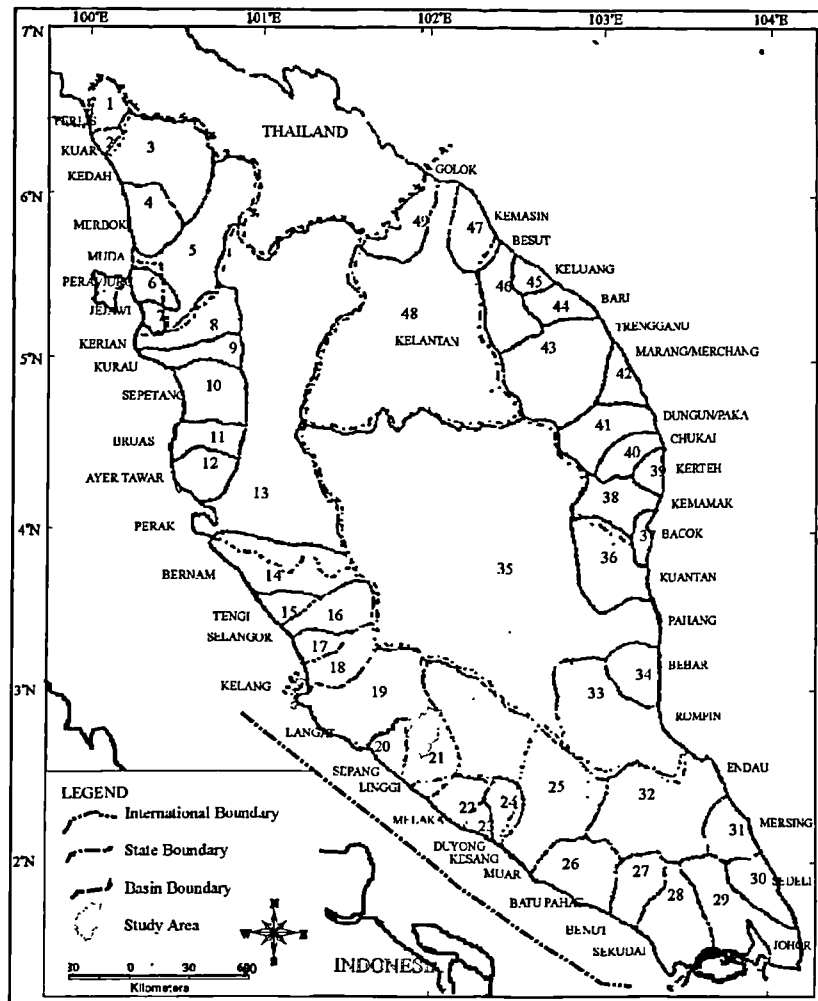 100°E 101°E 102°E 103°E 104°E
7°N
6°N
5°N
4°N
3°N
2°N
THAILAND
1
2
KUAR
3
KEDAH
4
MERBOK
5
MUDA
6
JEJAWI
7
8
KERIAN
9
KURAU
10
SEPETANG
11
BRUAS
12
AYER TAWAR
13
PERAK
14
BERNAM
15
16
TENGI
SELANGOR
17
18
KELANG
19
LANGAT
20
SEPANG
21
LINGGI
22
MELAKA
23
24
DUYONG
KESANG
MUAR
25
26
BATU PAHAT
27
BENUT
28
SEKUDAI
29
JOHOR
30
SEDELI
31
MERSING
32
ENDAU
33
ROMPIN
34
BEBAR
35
PAHANG
36
KUANTAN
37
BACOK
38
KEMAMAK
39
KERTEH
40
CHUKAI
41
DUNGUN/PAKA
42
MARANG/MERCHANG
43
TRENGGANU
44
BARI
45
KELUANG
46
BESUT
47
KEMASIN
48
KELANTAN
49
GOLOK
LEGEND
International Boundary
State Boundary
Basin Boundary
Study Area
N
W E
S
30 0 30 600
Kilometers